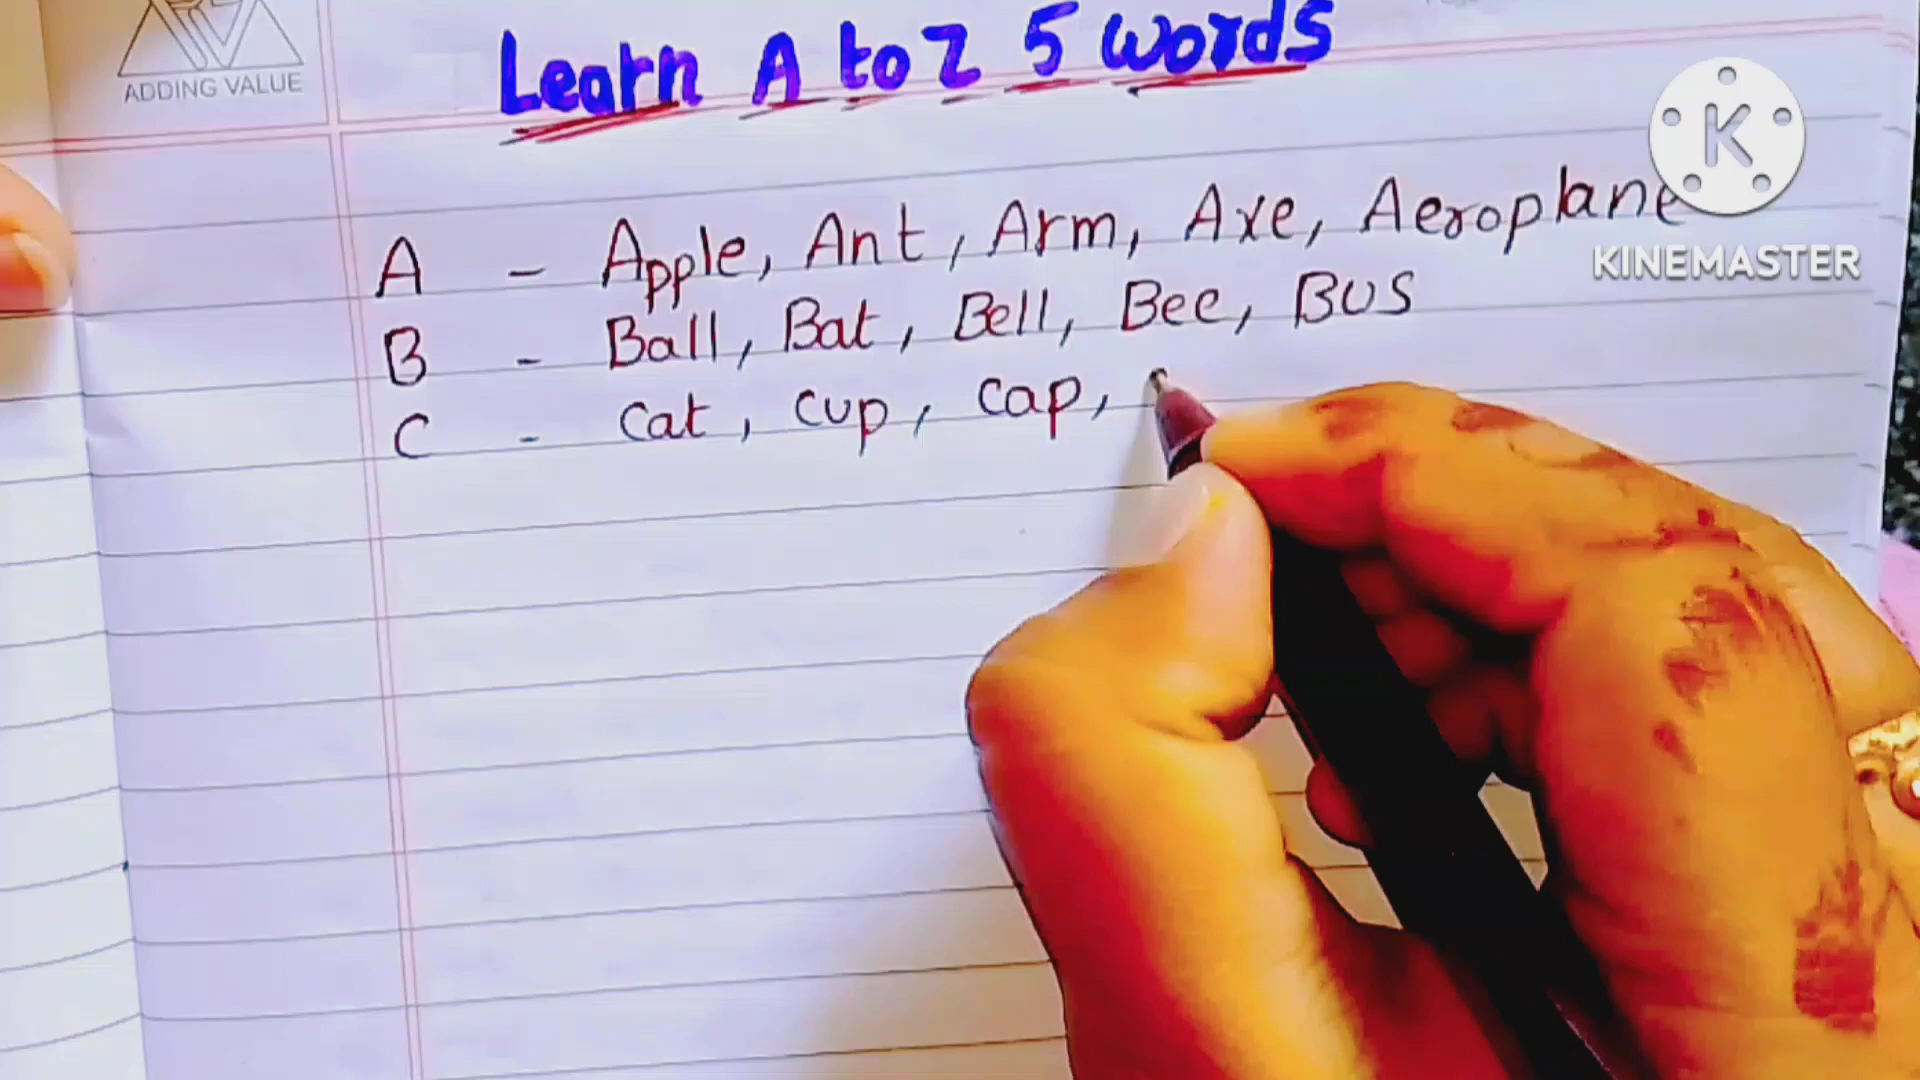 ADDING VALUE
Learn A to Z 5 words
A - Apple, Ant, Arm, Axe, Aeroplane
B - Ball, Bat, Bell, Bee, BUS
C - cat, cup, cap,
K
KINEMASTER